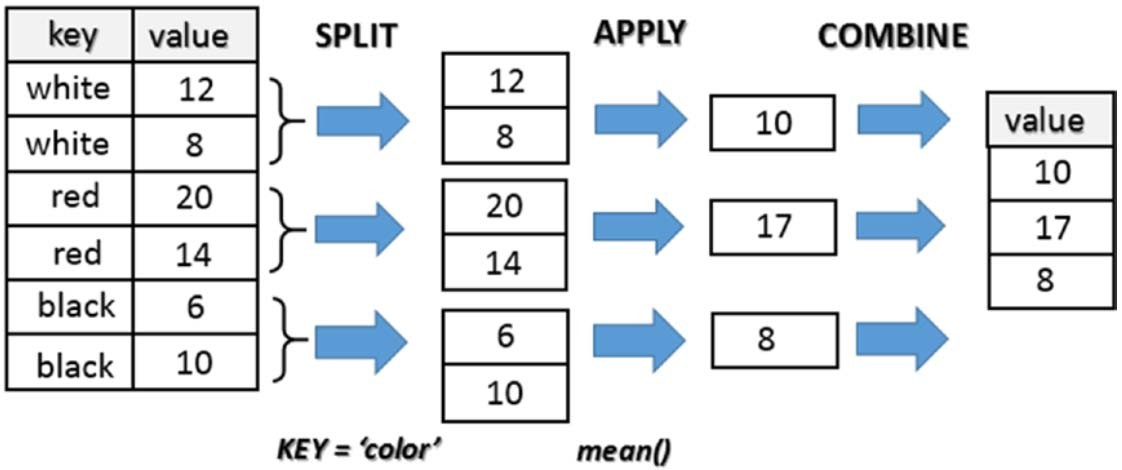 key value SPLIT APPLY COMBINE
white 12
white 8
red 20
red 14
black 6
black 10
12
8
20
14
6
10
10
17
8
value
10
17
8
KEY = ‘color’ mean()